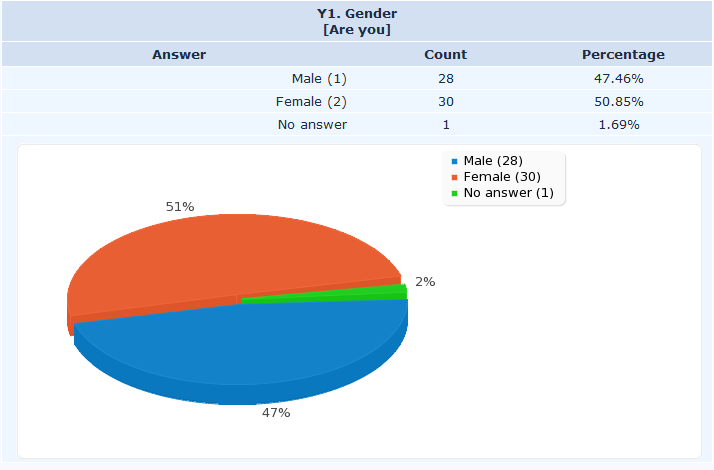 Y1. Gender
[Are you]
Answer Count Percentage
Male (1) 28 47.46%
Female (2) 30 50.85%
No answer 1 1.69%
Male (28)
Female (30)
No answer (1)
51%
2%
47%